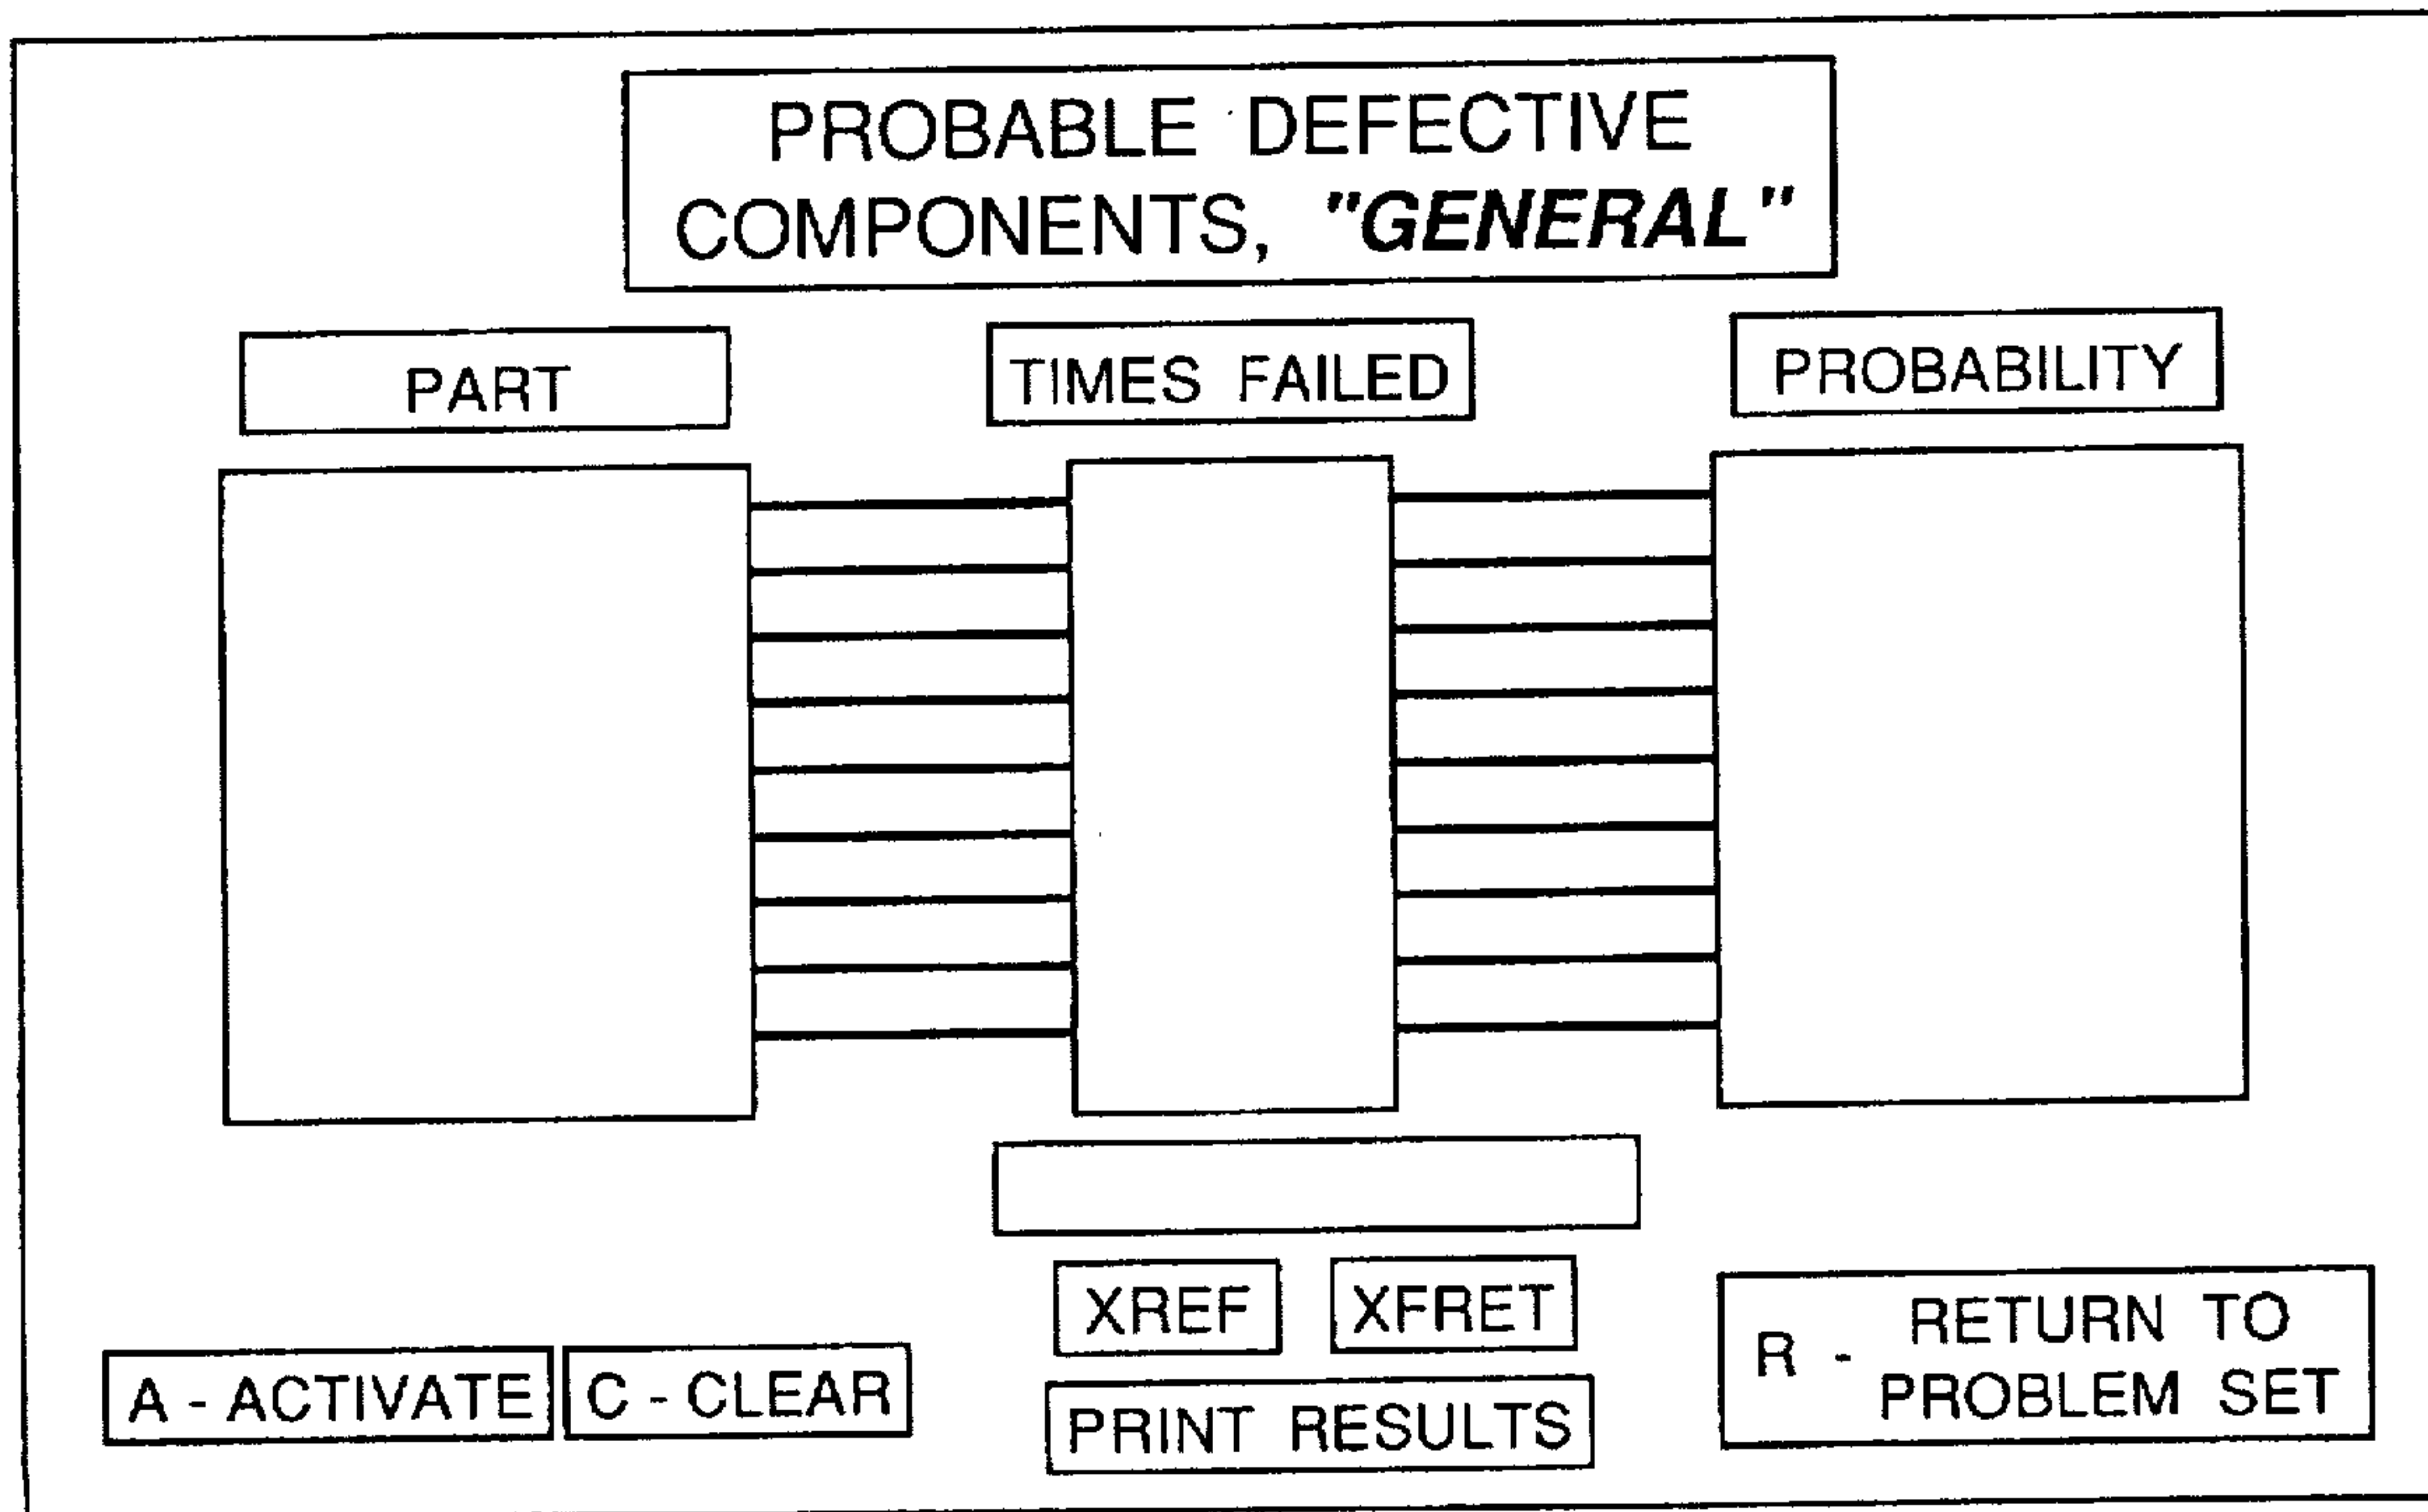 PROBABLE DEFECTIVE
COMPONENTS, "GENERAL"
PART
TIMES FAILED
PROBABILITY
XREF
XFRET
R - RETURN TO
PROBLEM SET
A - ACTIVATE
C - CLEAR
PRINT RESULTS